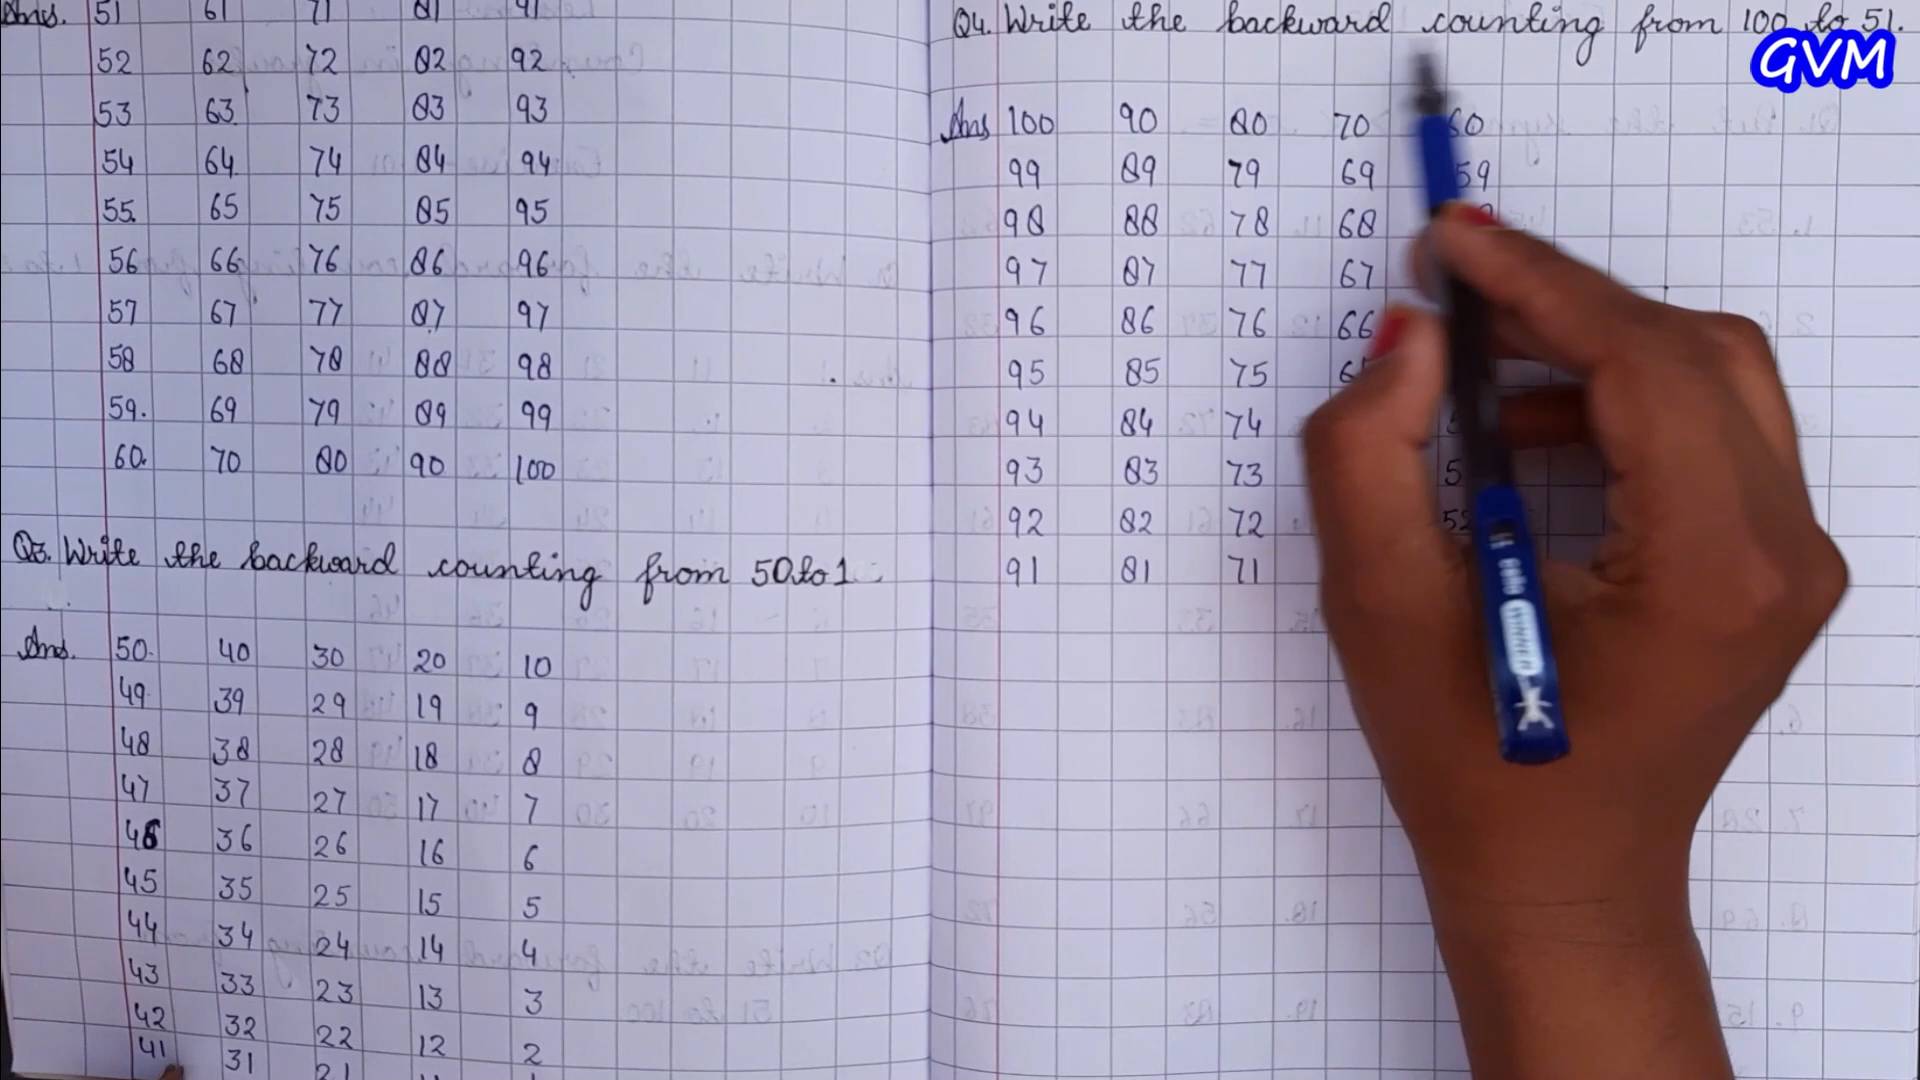 Ans. 51 61 71 81 91
52 62 72 82 92
53 63 73 83 93
54 64 74 84 94
55. 65 75 85 95
56 66 76 86 96
57 67 77 87 97
58 68 78 88 98
59. 69 79 89 99
60. 70 80 90 100
Q3. Write the backward counting from 50 to 1
Ans. 50. 40 30 20 10
49 39 29 19 9
48 38 28 18 8
47 37 27 17 7
46 36 26 16 6
45 35 25 15 5
44 34 24 14 4
43 33 23 13 3
42 32 22 12 2
41 31 21
Q4. Write the backward counting from 100 to 51.
GVM
Ans 100 90 80 70 60
99 89 79 69 59
98 88 78 68
97 87 77 67
96 86 76 66
95 85 75
94 84 74
93 83 73
92 82 72 52
91 81 71
WINNER